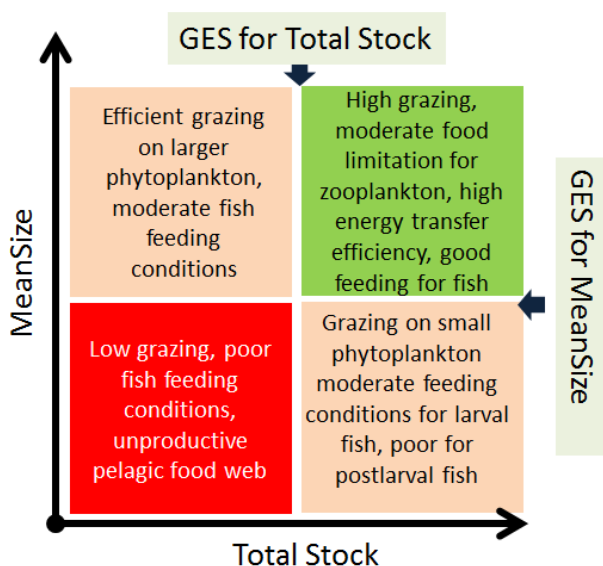 GES for Total Stock
Efficient grazing
on larger
phytoplankton,
moderate fish
feeding
conditions
High grazing,
moderate food
limitation for
zooplankton, high
energy transfer
efficiency, good
feeding for fish
GES for MeanSize
MeanSize
Low grazing, poor
fish feeding
conditions,
unproductive
pelagic food web
Grazing on small
phytoplankton
moderate feeding
conditions for larval
fish, poor for
postlarval fish
Total Stock